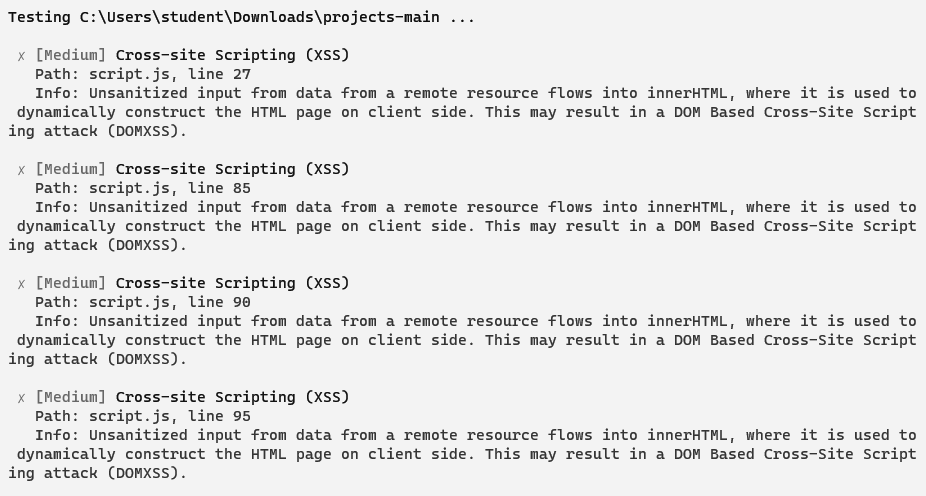 Testing C:\Users\student\Downloads\projects-main ...
✗ [Medium] Cross-site Scripting (XSS)
Path: script.js, line 27
Info: Unsanitized input from data from a remote resource flows into innerHTML, where it is used to
dynamically construct the HTML page on client side. This may result in a DOM Based Cross-Site Script
ing attack (DOMXSS).
✗ [Medium] Cross-site Scripting (XSS)
Path: script.js, line 85
Info: Unsanitized input from data from a remote resource flows into innerHTML, where it is used to
dynamically construct the HTML page on client side. This may result in a DOM Based Cross-Site Script
ing attack (DOMXSS).
✗ [Medium] Cross-site Scripting (XSS)
Path: script.js, line 90
Info: Unsanitized input from data from a remote resource flows into innerHTML, where it is used to
dynamically construct the HTML page on client side. This may result in a DOM Based Cross-Site Script
ing attack (DOMXSS).
✗ [Medium] Cross-site Scripting (XSS)
Path: script.js, line 95
Info: Unsanitized input from data from a remote resource flows into innerHTML, where it is used to
dynamically construct the HTML page on client side. This may result in a DOM Based Cross-Site Script
ing attack (DOMXSS).